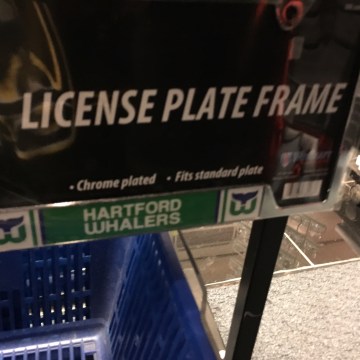 LICENSE PLATE FRAME
• Chrome plated • Fits standard plate
HARTFORD
WHALERS